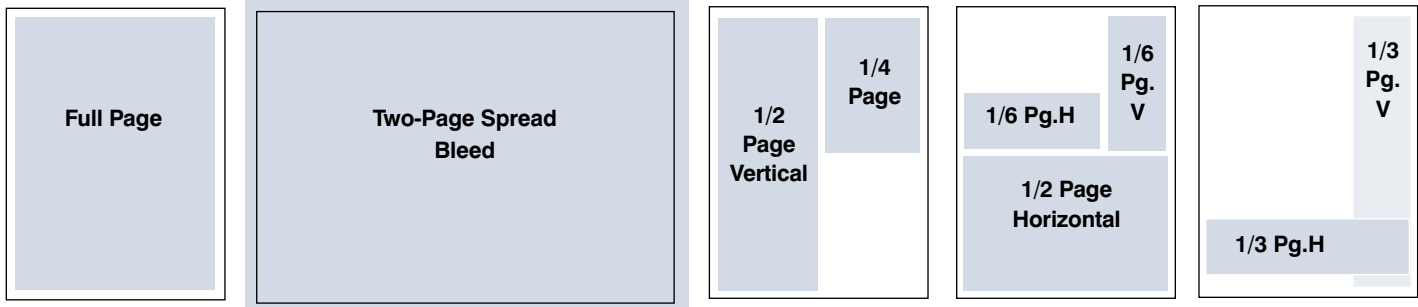 Full Page
Two-Page Spread
Bleed
1/2
Page
Vertical
1/4
Page
1/6 Pg.H
1/6
Pg.
V
1/2 Page
Horizontal
1/3
Pg.
V
1/3 Pg.H